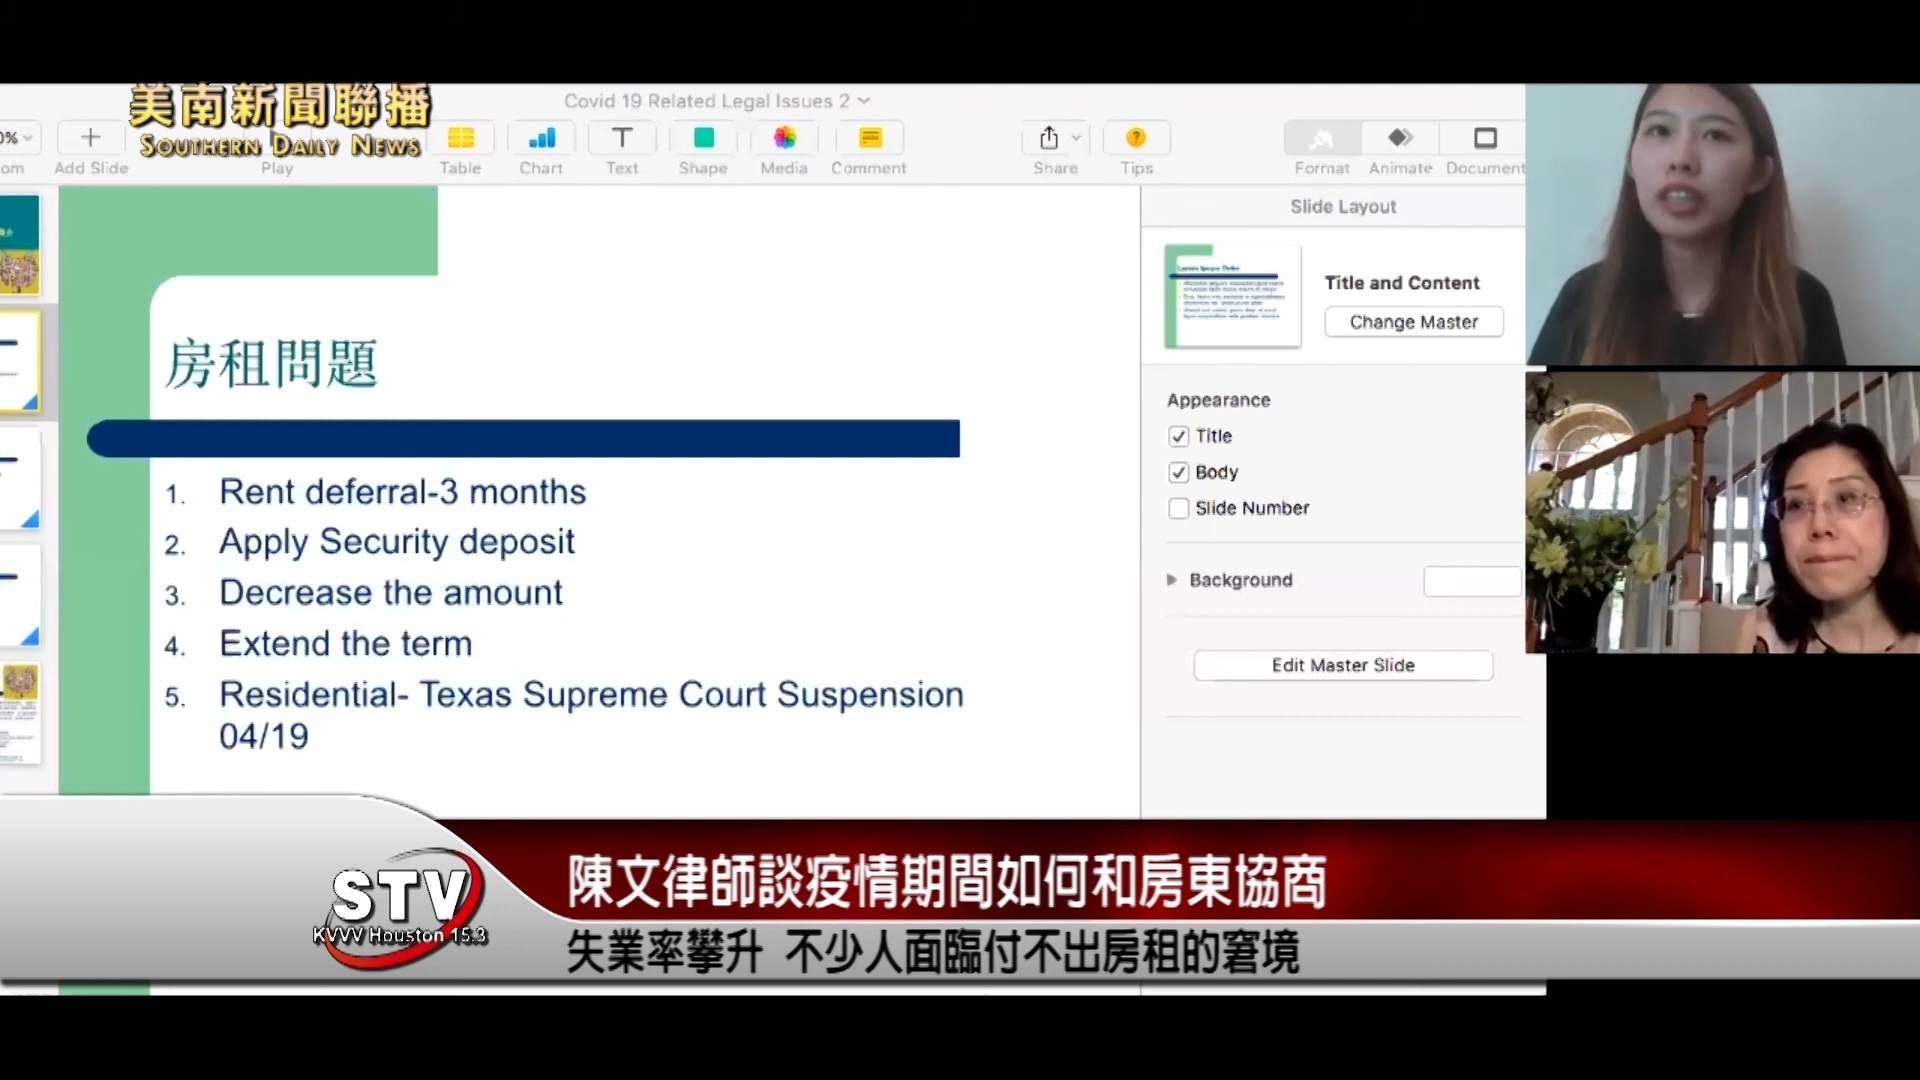 美南新聞聯播
SOUTHERN DAILY NEWS
Covid 19 Related Legal Issues 2
0%
om
Add Slide
Play
Table
Chart
Text
Shape
Media
Comment
Share
Tips
Format
Animate
Document
Slide Layout
Title and Content
Change Master
Appearance
Title
Body
Slide Number
Background
Edit Master Slide
房租問題
1. Rent deferral-3 months
2. Apply Security deposit
3. Decrease the amount
4. Extend the term
5. Residential- Texas Supreme Court Suspension
04/19
STV
KVVV Houston 15.3
陳文律師談疫情期間如何和房東協商
失業率攀升 不少人面臨付不出房租的窘境